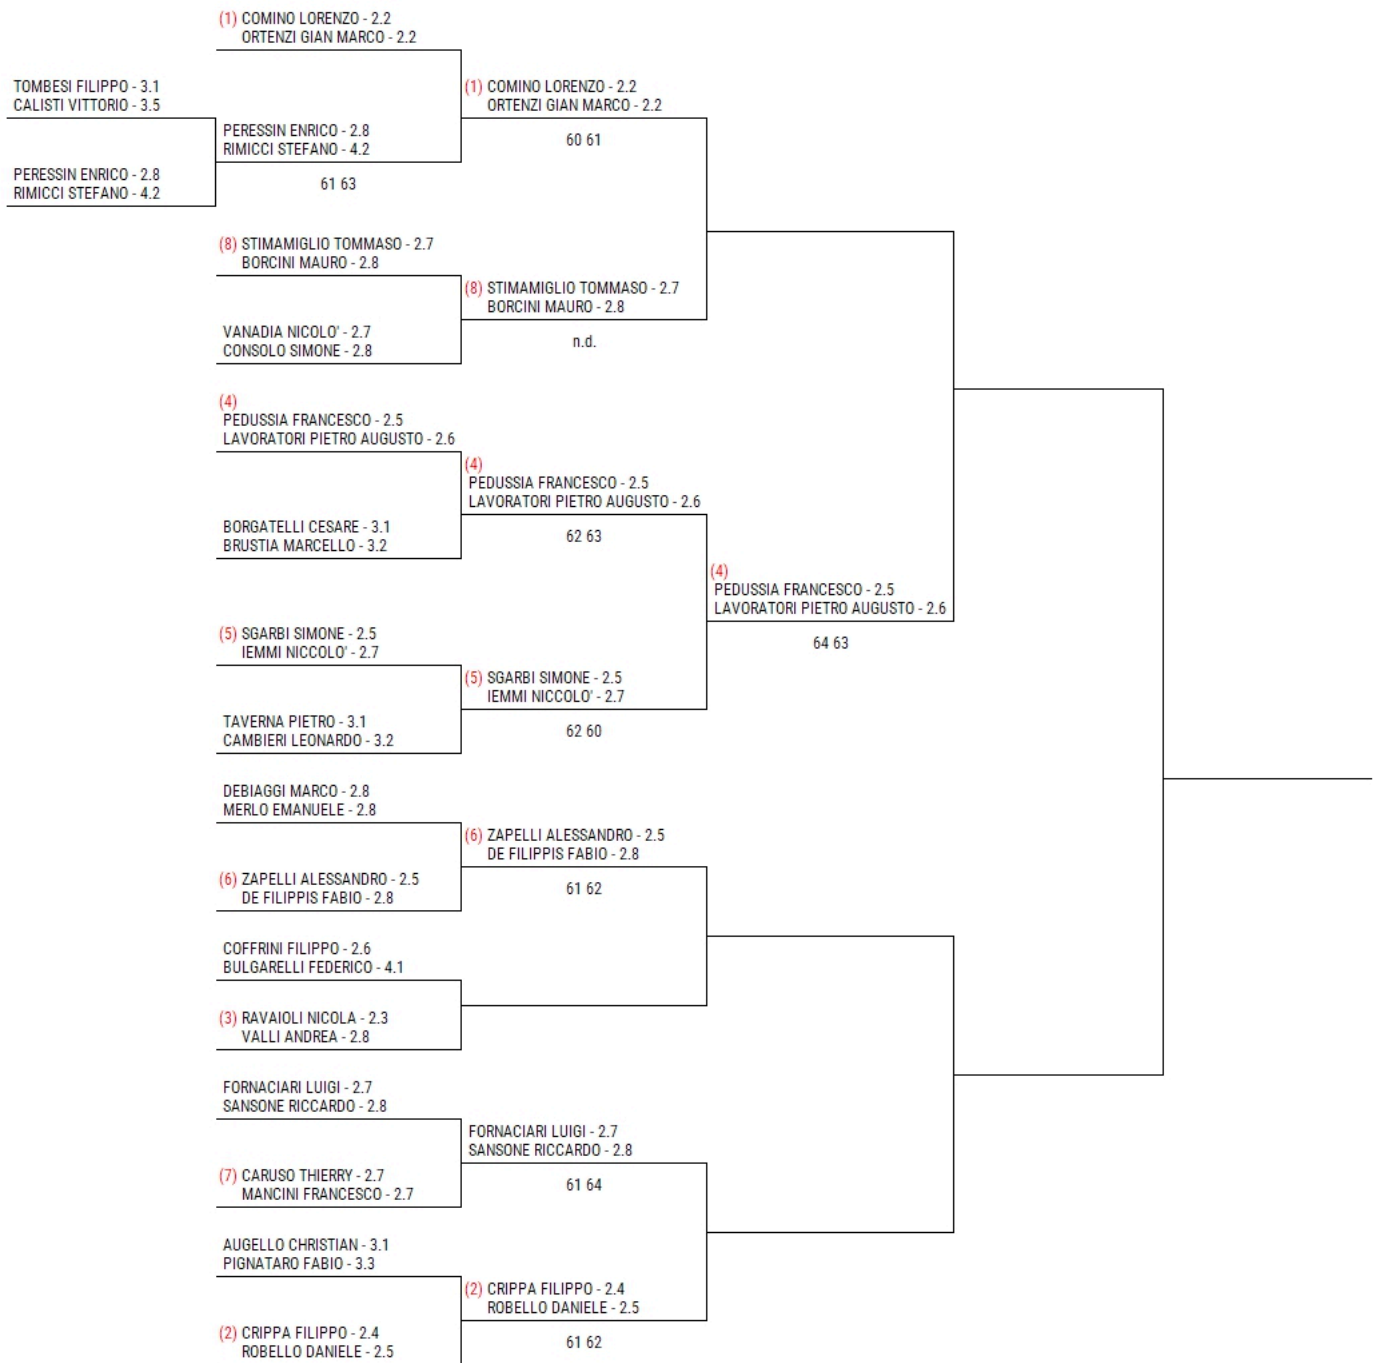 (1) COMINO LORENZO - 2.2
ORTENZI GIAN MARCO - 2.2
TOMBESI FILIPPO - 3.1
CALISTI VITTORIO - 3.5
PERESSIN ENRICO - 2.8
RIMICCI STEFANO - 4.2
PERESSIN ENRICO - 2.8
RIMICCI STEFANO - 4.2
61 63
(1) COMINO LORENZO - 2.2
ORTENZI GIAN MARCO - 2.2
60 61
(8) STIMAMIGLIO TOMMASO - 2.7
BORCINI MAURO - 2.8
VANADIA NICOLO' - 2.7
CONSOLO SIMONE - 2.8
(8) STIMAMIGLIO TOMMASO - 2.7
BORCINI MAURO - 2.8
n.d.
(4)
PEDUSSIA FRANCESCO - 2.5
LAVORATORI PIETRO AUGUSTO - 2.6
BORGATELLI CESARE - 3.1
BRUSTIA MARCELLO - 3.2
(4)
PEDUSSIA FRANCESCO - 2.5
LAVORATORI PIETRO AUGUSTO - 2.6
62 63
(5) SGARBI SIMONE - 2.5
IEMMI NICCOLO' - 2.7
TAVERNA PIETRO - 3.1
CAMBIERI LEONARDO - 3.2
(5) SGARBI SIMONE - 2.5
IEMMI NICCOLO' - 2.7
62 60
(4)
PEDUSSIA FRANCESCO - 2.5
LAVORATORI PIETRO AUGUSTO - 2.6
64 63
DEBIAGGI MARCO - 2.8
MERLO EMANUELE - 2.8
(6) ZAPELLI ALESSANDRO - 2.5
DE FILIPPIS FABIO - 2.8
(6) ZAPELLI ALESSANDRO - 2.5
DE FILIPPIS FABIO - 2.8
61 62
COFFRINI FILIPPO - 2.6
BULGARELLI FEDERICO - 4.1
(3) RAVAIOLI NICOLA - 2.3
VALLI ANDREA - 2.8
FORNACIARI LUIGI - 2.7
SANSONE RICCARDO - 2.8
(7) CARUSO THIERRY - 2.7
MANCINI FRANCESCO - 2.7
FORNACIARI LUIGI - 2.7
SANSONE RICCARDO - 2.8
61 64
AUGELLO CHRISTIAN - 3.1
PIGNATARO FABIO - 3.3
(2) CRIPPA FILIPPO - 2.4
ROBELLO DANIELE - 2.5
(2) CRIPPA FILIPPO - 2.4
ROBELLO DANIELE - 2.5
61 62